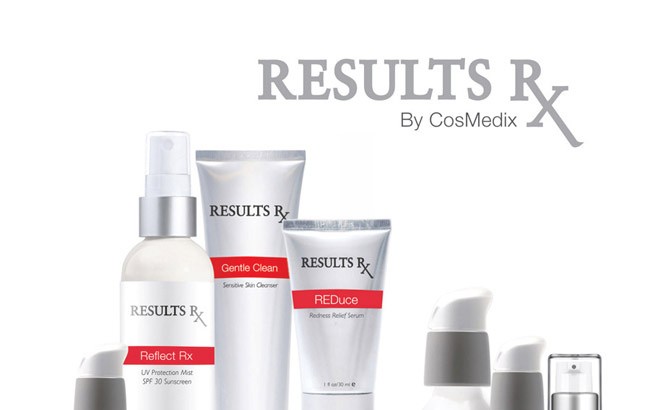 RESULTS Rx
By CosMedix
RESULTS Rx
Gentle Clean
Sensitive Skin Cleanser
RESULTS Rx
REDuce
Redness Relief Serum
1 fl oz/30 ml e
RESULTS Rx
Reflect Rx
UV Protection Mist
SPF 30 Sunscreen